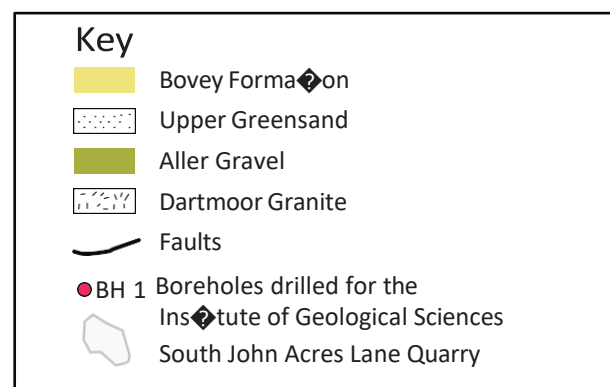 Key
Bovey Forma�on
Upper Greensand
Aller Gravel
Dartmoor Granite
Faults
BH 1 Boreholes drilled for the
Ins�tute of Geological Sciences
South John Acres Lane Quarry